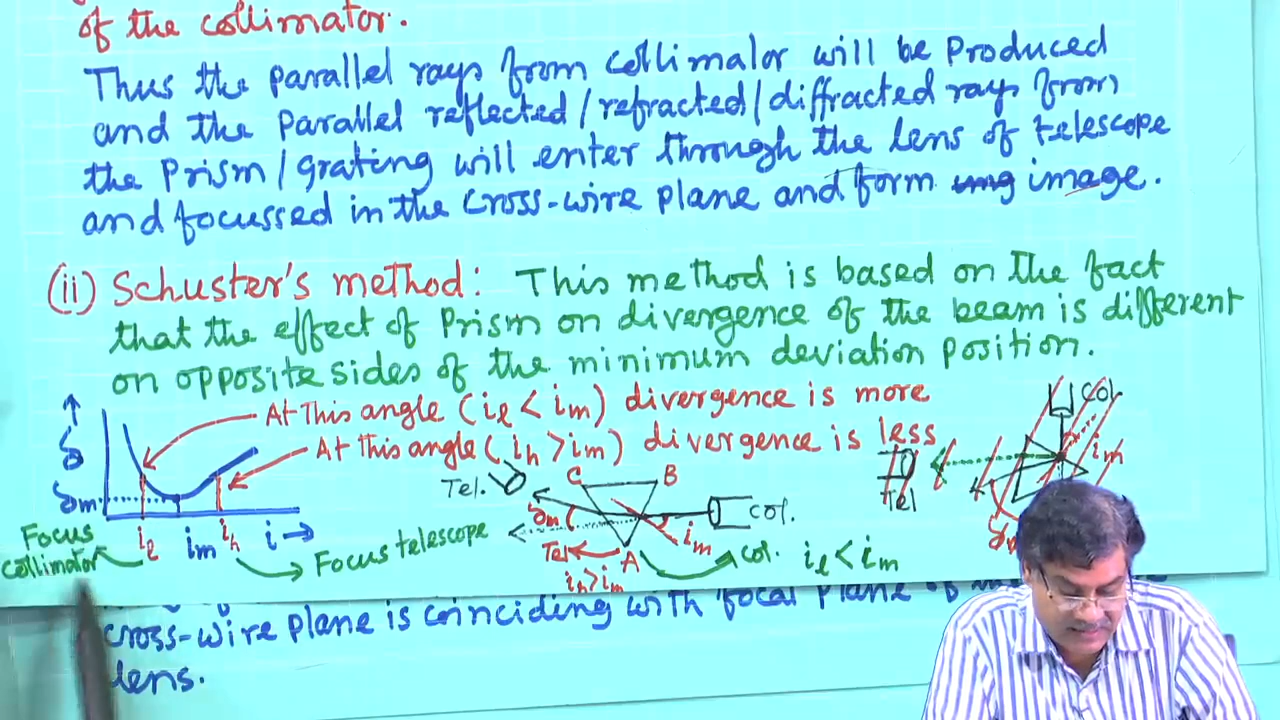 of the collimator.
Thus the parallel rays from collimator will be produced
and the parallel reflected/refracted/diffracted rays from
the Prism/grating will enter through the lens of telescope
and focussed in the cross-wire plane and form image.
(ii) Schuster's method: This method is based on the fact
that the effect of Prism on divergence of the beam is different
on opposite sides of the minimum deviation position.
At This angle (il < im) divergence is more
At this angle (ih > im) divergence is less
δ
δm
il
im
ih
i →
Focus
collimator
Focus telescope
Tel.
C
B
δm
col.
im
Tel
A
ih > im
col. il < im
Col.
Tel
im
cross-wire plane is coinciding with focal plane of
lens.